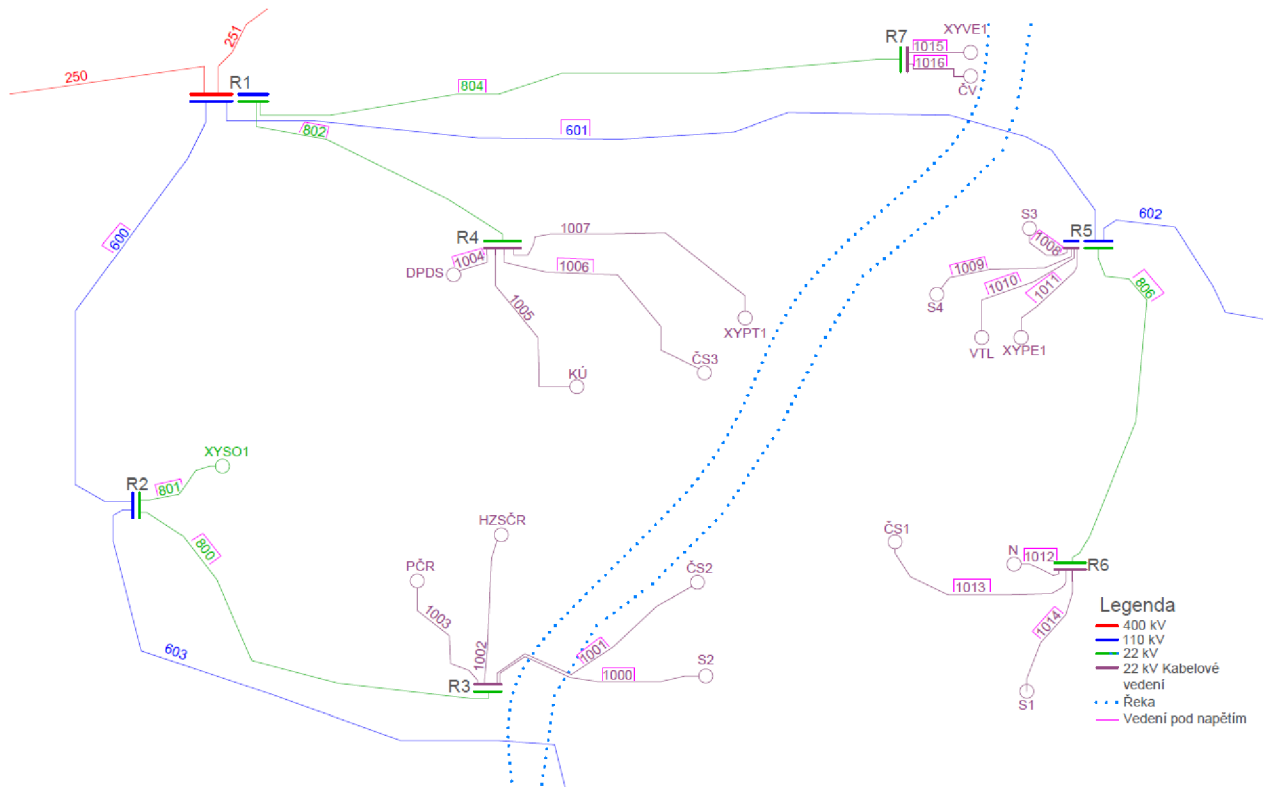 251
250
R1
804
802
601
R7
XYVE1
1015
1016
ČV
600
R4
1007
DPDS
1004
1006
1005
XYPT1
ČS3
KÚ
S3
R5
602
1008
1009
1010
1011
806
S4
VTL
XYPE1
XYSO1
R2
801
800
603
HZSČR
PČR
1003
1002
R3
ČS2
1001
1000
S2
ČS1
N
1012
R6
1013
1014
S1
Legenda
400 kV
110 kV
22 kV
22 kV Kabelové
vedení
Řeka
Vedení pod napětím